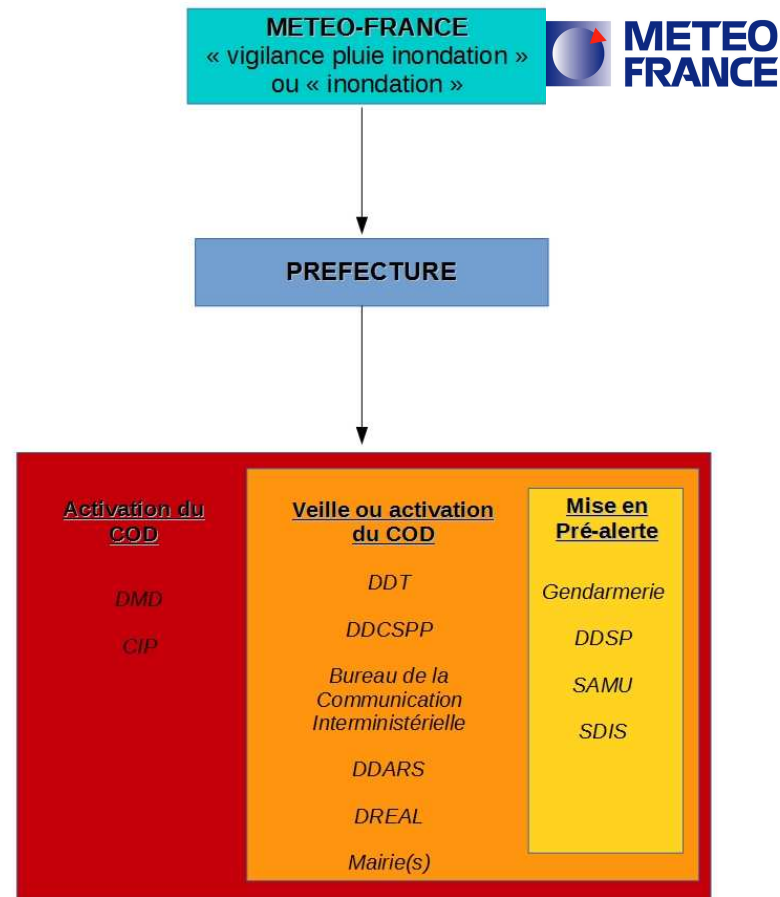 METEO-FRANCE
« vigilance pluie inondation »
ou « inondation »
METEO
FRANCE
PREFECTURE
Activation du
COD
DMD
CIP
Veille ou activation
du COD
DDT
DDCSPP
Bureau de la
Communication
Interministérielle
DDARS
DREAL
Mairie(s)
Mise en
Pré-alerte
Gendarmerie
DDSP
SAMU
SDIS